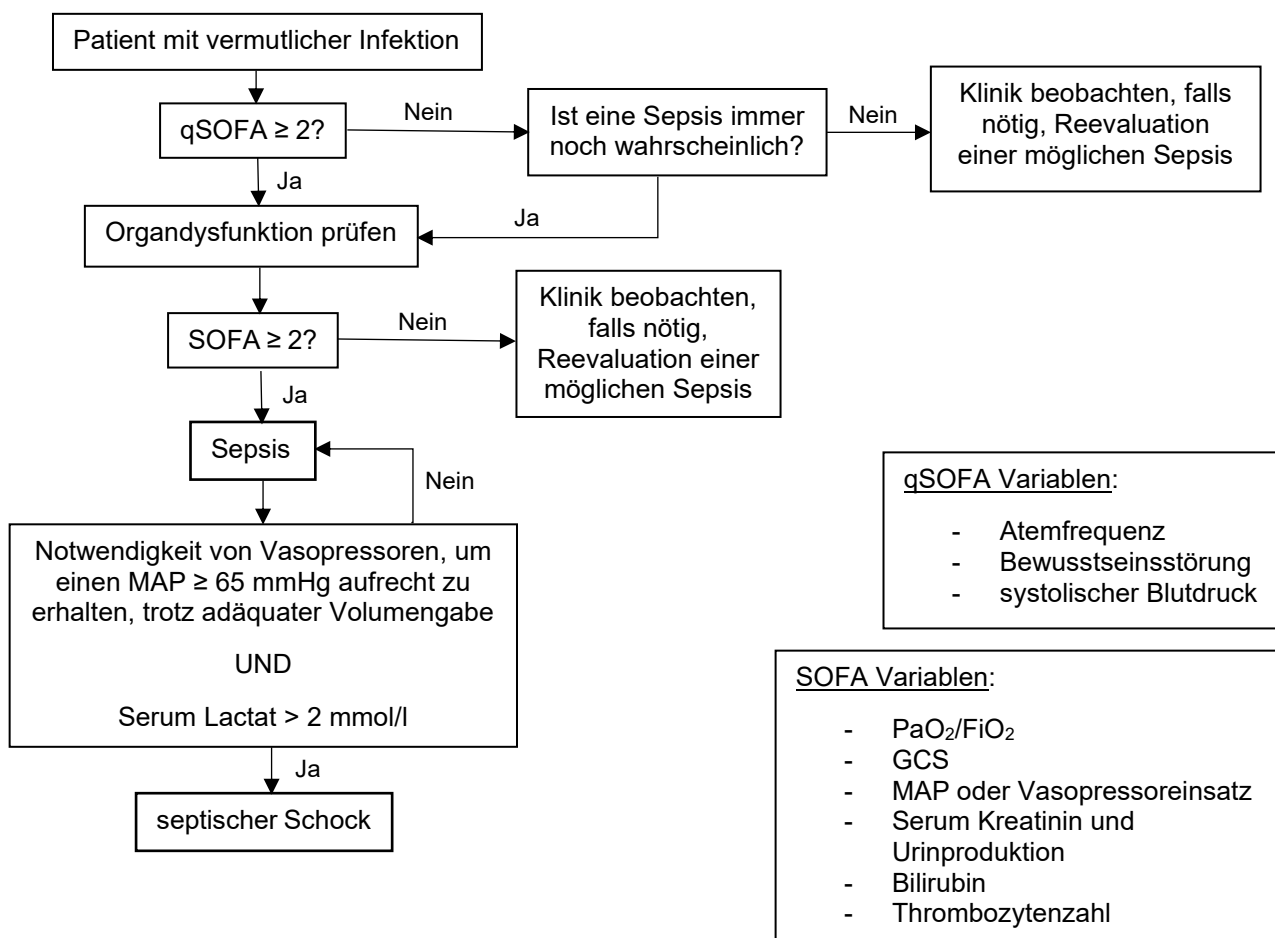 Patient mit vermutlicher Infektion
qSOFA ≥ 2?
Nein
Ist eine Sepsis immer
noch wahrscheinlich?
Nein
Klinik beobachten, falls
nötig, Reevaluation
einer möglichen Sepsis
Ja
Ja
Organdysfunktion prüfen
SOFA ≥ 2?
Nein
Klinik beobachten,
falls nötig,
Reevaluation einer
möglichen Sepsis
Ja
Sepsis
Nein
Notwendigkeit von Vasopressoren, um
einen MAP ≥ 65 mmHg aufrecht zu
erhalten, trotz adäquater Volumengabe
UND
Serum Lactat > 2 mmol/l
Ja
septischer Schock
qSOFA Variablen:
- Atemfrequenz
- Bewusstseinsstörung
- systolischer Blutdruck
SOFA Variablen:
- PaO₂/FiO₂
- GCS
- MAP oder Vasopressoreinsatz
- Serum Kreatinin und
Urinproduktion
- Bilirubin
- Thrombozytenzahl